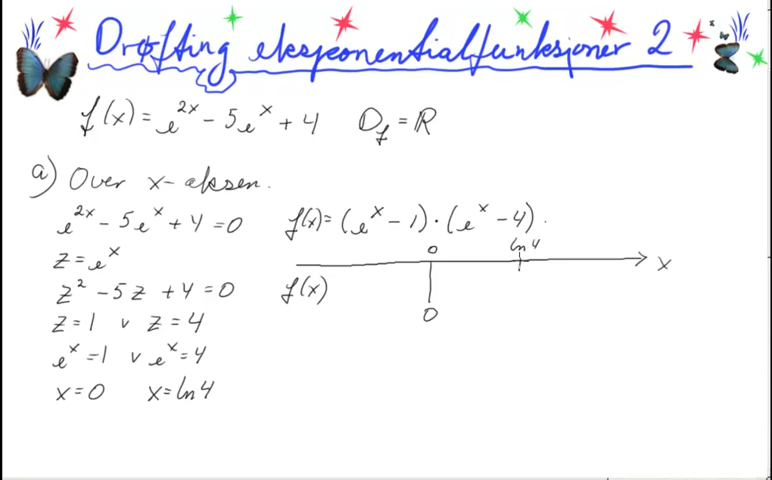 Drøfting eksponentialfunksjoner 2
f(x) = e^{2x} - 5e^x + 4   D_f = ℝ
a) Over x-aksen.
e^{2x} - 5e^x + 4 = 0   f(x) = (e^x - 1) · (e^x - 4).
0   ln 4
z = e^x   x
z² - 5z + 4 = 0   f(x)
0
z = 1 ∨ z = 4
e^x = 1 ∨ e^x = 4
x = 0   x = ln 4